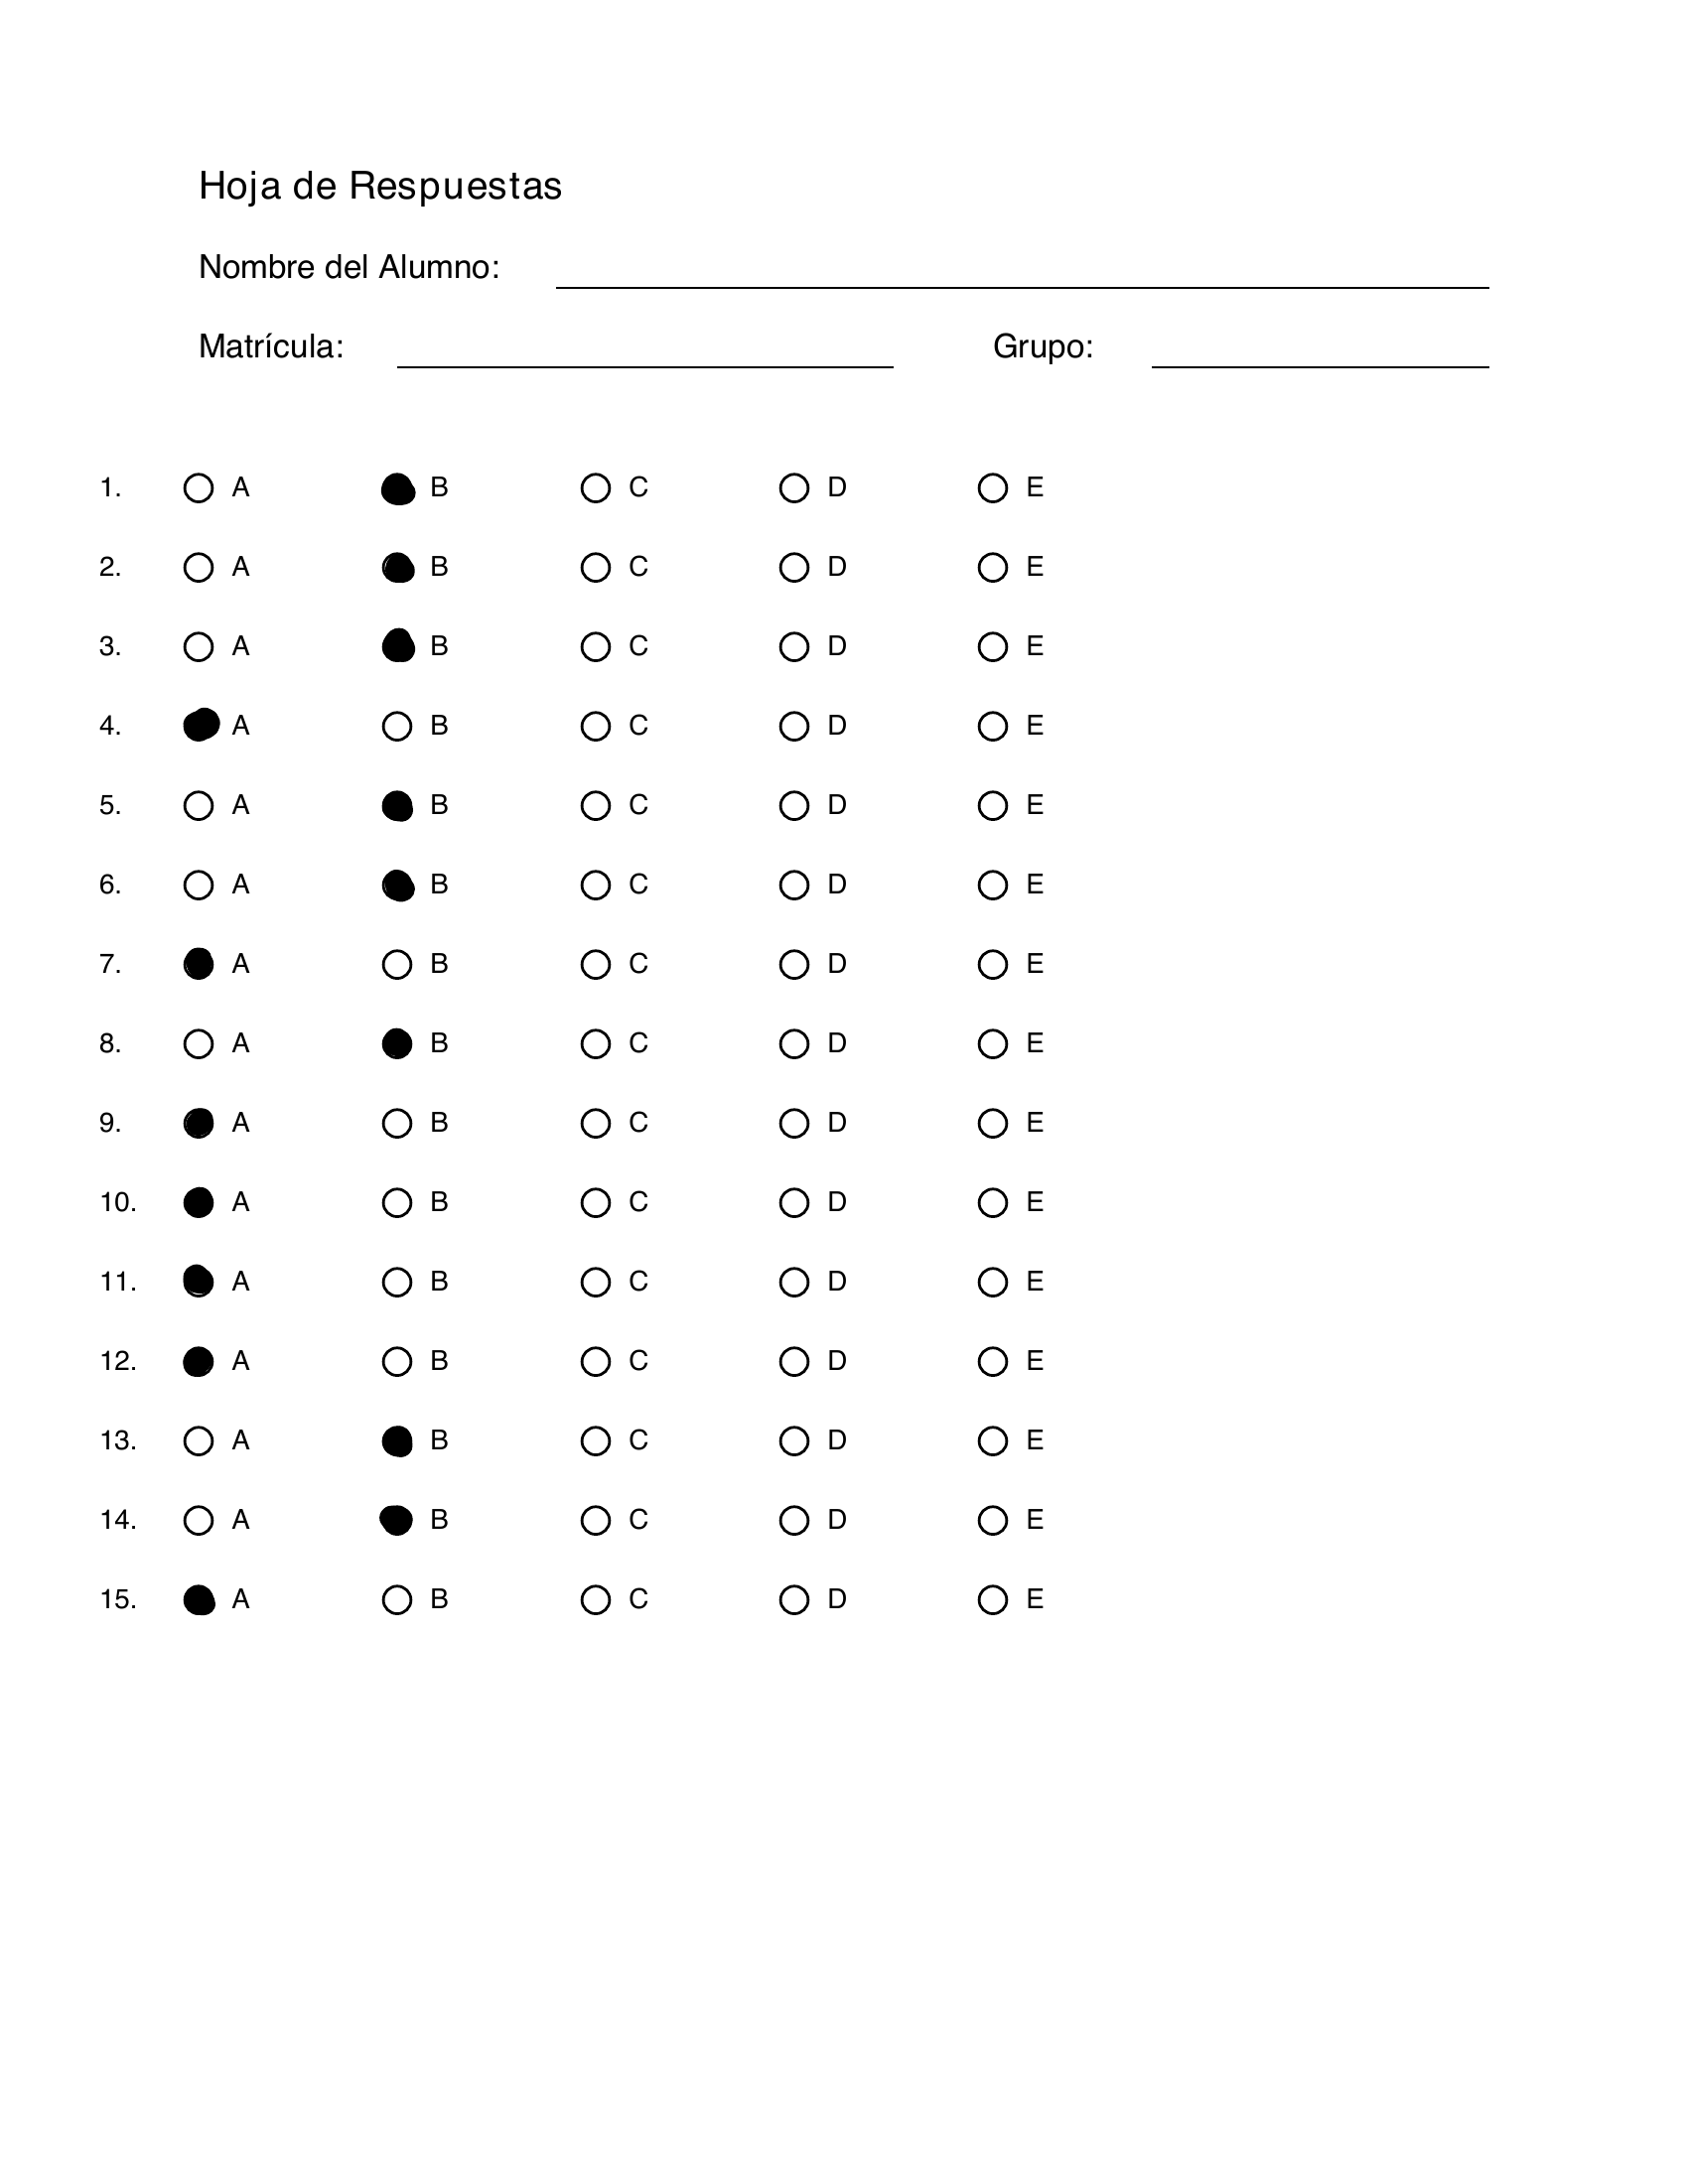 Hoja de Respuestas
Nombre del Alumno:
Matrícula: Grupo:
1. A B C D E
2. A B C D E
3. A B C D E
4. A B C D E
5. A B C D E
6. A B C D E
7. A B C D E
8. A B C D E
9. A B C D E
10. A B C D E
11. A B C D E
12. A B C D E
13. A B C D E
14. A B C D E
15. A B C D E